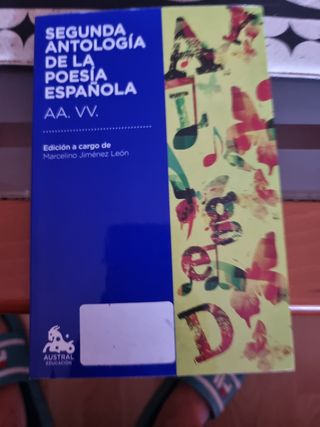 SEGUNDA
ANTOLOGÍA
DE LA
POESÍA
ESPAÑOLA
AA. VV.
Edición a cargo de
Marcelino Jiménez León
AUSTRAL
EDUCACIÓN
A
L
g
e
D